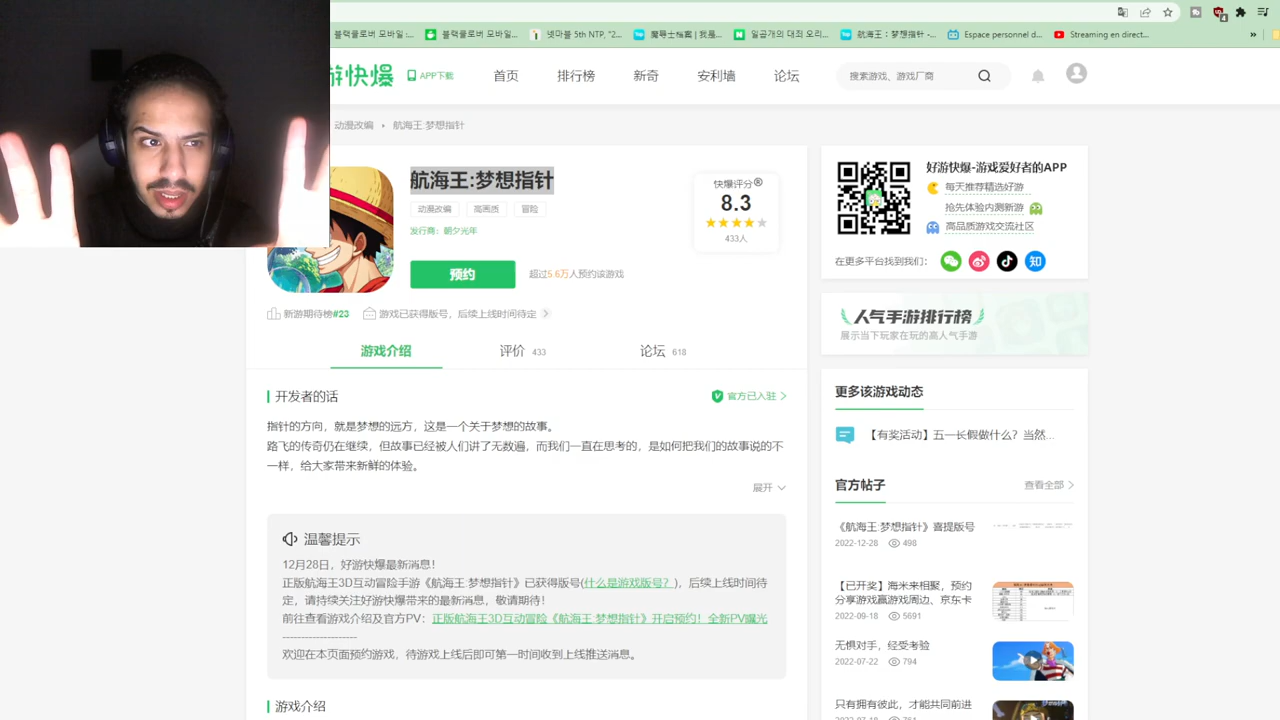 블랙클로버 모바일 :...
블랙클로버 모바일...
넷마블 5th NTP, "2...
魔导士档案 | 我是...
일곱개의 대죄 오리...
航海王：梦想指针 -...
Espace personnel d...
Streaming en direct...
»
游快爆
APP下载
首页
排行榜
新奇
安利墙
论坛
搜索游戏、游戏厂商
动漫改编 ‣ 航海王:梦想指针
航海王:梦想指针
动漫改编
高画质
冒险
发行商：朝夕光年
预约
超过5.6万人预约该游戏
快爆评分®
8.3
433人
新游期待榜#23
游戏已获得版号，后续上线时间待定
游戏介绍
评价 433
论坛 618
开发者的话
官方已入驻
指针的方向，就是梦想的远方，这是一个关于梦想的故事。
路飞的传奇仍在继续，但故事已经被人们讲了无数遍，而我们一直在思考的，是如何把我们的故事说的不
一样，给大家带来新鲜的体验。
展开
温馨提示
12月28日，好游快爆最新消息！
正版航海王3D互动冒险手游《航海王:梦想指针》已获得版号(什么是游戏版号？)，后续上线时间待
定，请持续关注好游快爆带来的最新消息，敬请期待！
前往查看游戏介绍及官方PV：正版航海王3D互动冒险《航海王:梦想指针》开启预约！全新PV曝光
--------------------
欢迎在本页面预约游戏，待游戏上线后即可第一时间收到上线推送消息。
游戏介绍
好游快爆-游戏爱好者的APP
每天推荐精选好游
抢先体验内测新游
高品质游戏交流社区
在更多平台找到我们：
知
人气手游排行榜
展示当下玩家在玩的高人气手游
更多该游戏动态
【有奖活动】五一长假做什么？当然...
官方帖子
查看全部
《航海王:梦想指针》喜提版号
2022-12-28 498
【已开奖】海米来相聚，预约
分享游戏赢游戏周边、京东卡
2022-09-18 5691
无惧对手，经受考验
2022-07-22 794
只有拥有彼此，才能共同前进